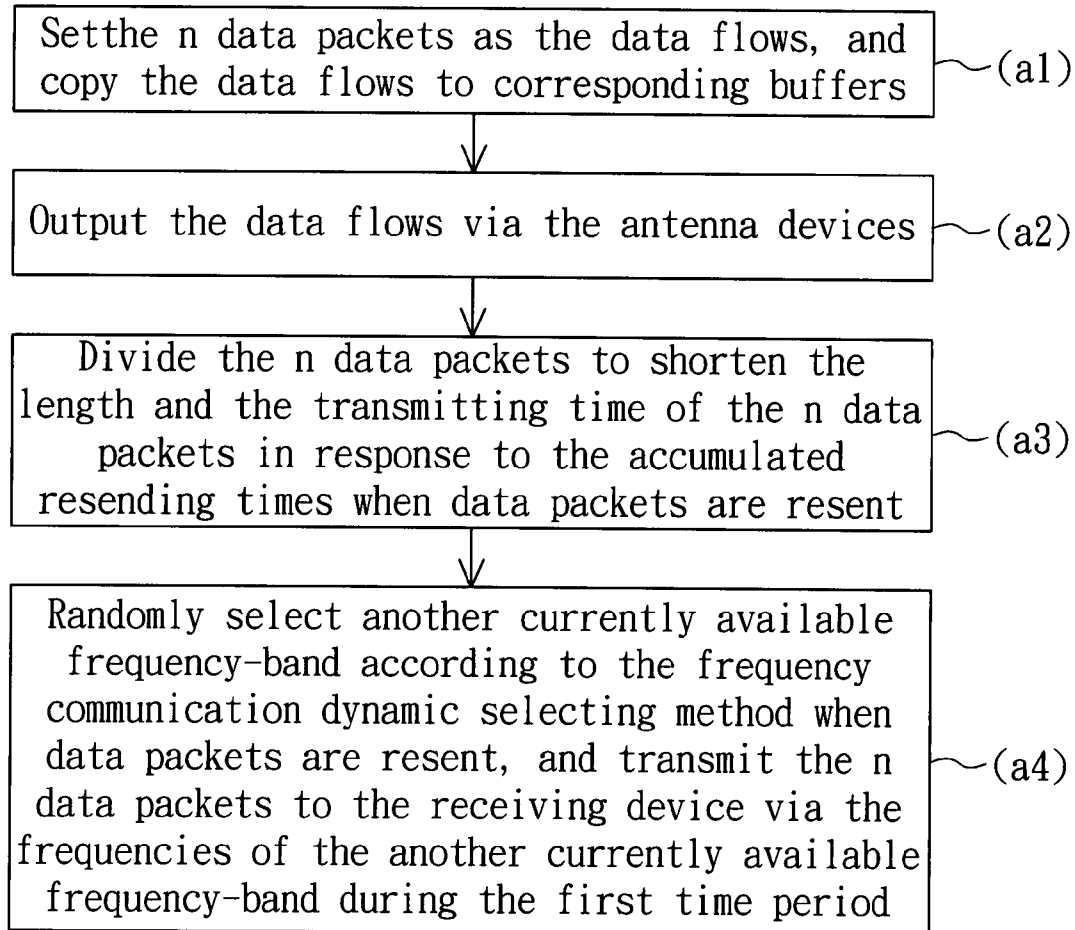 Setthe n data packets as the data flows, and
copy the data flows to corresponding buffers
(a1)
Output the data flows via the antenna devices
(a2)
Divide the n data packets to shorten the
length and the transmitting time of the n data
packets in response to the accumulated
resending times when data packets are resent
(a3)
Randomly select another currently available
frequency-band according to the frequency
communication dynamic selecting method when
data packets are resent, and transmit the n
data packets to the receiving device via the
frequencies of the another currently available
frequency-band during the first time period
(a4)